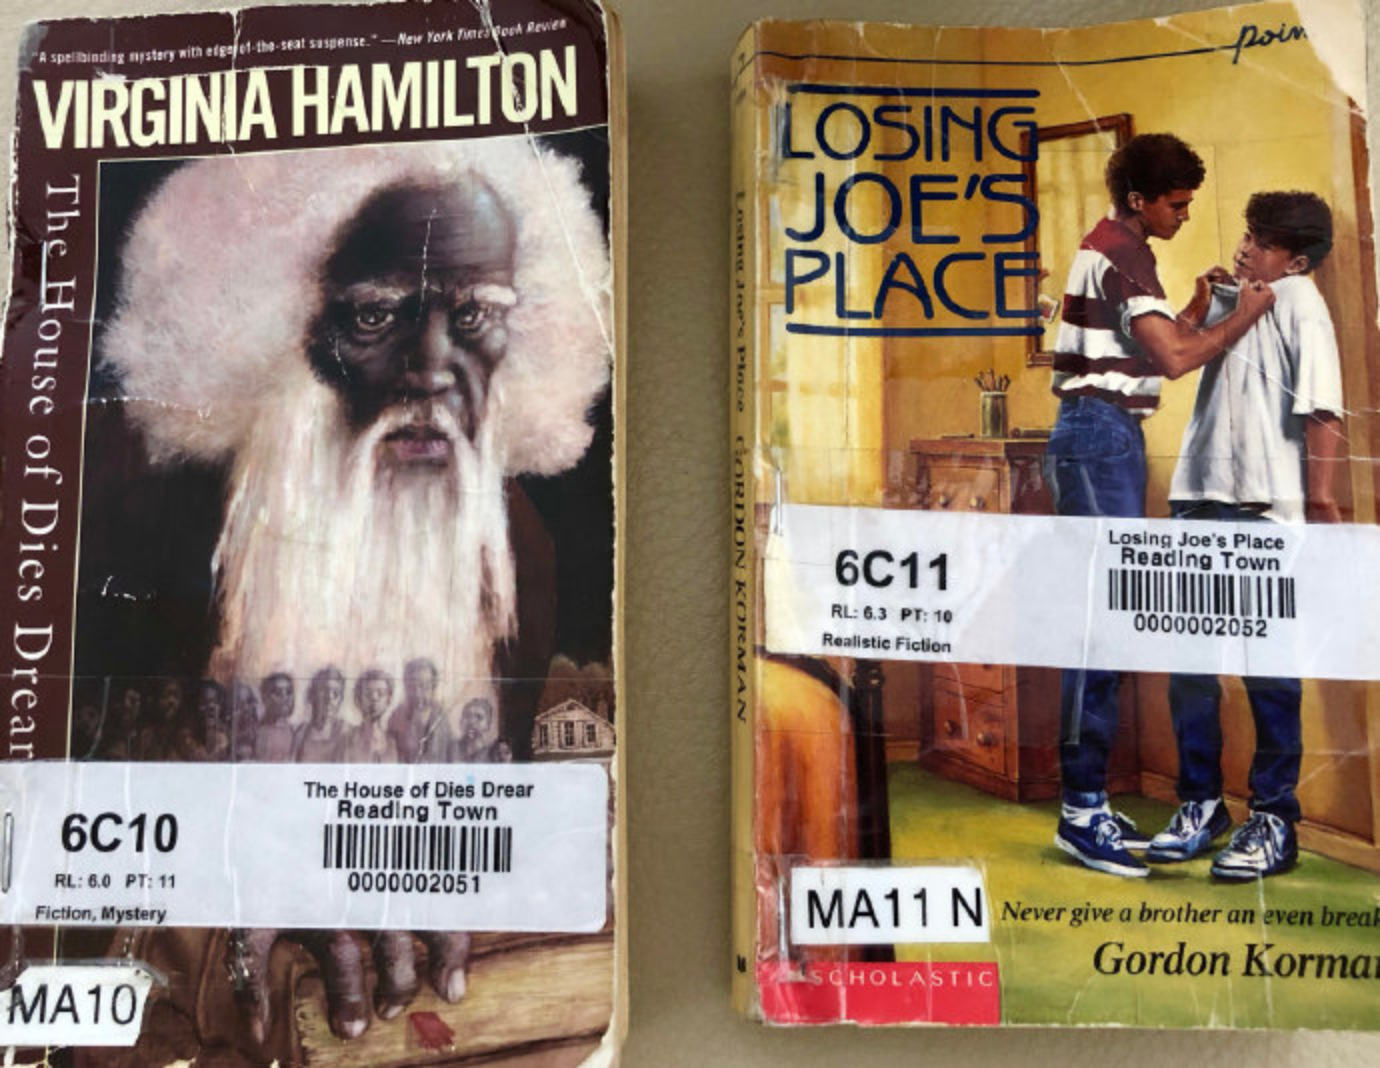 "A spellbinding mystery with edge-of-the-seat suspense." —New York Times Book Review
VIRGINIA HAMILTON
The House of Dies Drear
The House of Dies Drear
Reading Town
6C10
0000002051
RL: 6.0 PT: 11
Fiction, Mystery
MA10
poin
LOSING
JOE'S
PLACE
Losing Joe's Place GORDON KORMAN
Losing Joe's Place
Reading Town
6C11
0000002052
RL: 6.3 PT: 10
Realistic Fiction
MA11 N
Never give a brother an even break
Gordon Korman
SCHOLASTIC